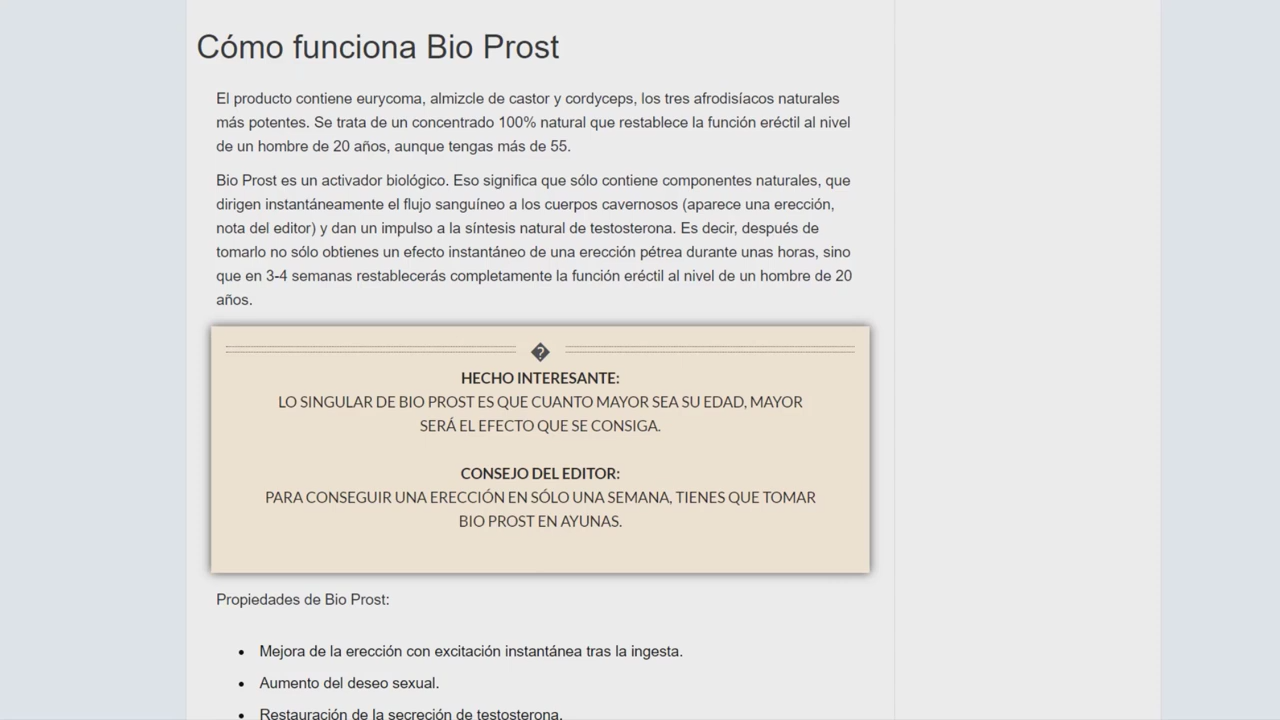 Cómo funciona Bio Prost
El producto contiene eurycoma, almizcle de castor y cordyceps, los tres afrodisíacos naturales
más potentes. Se trata de un concentrado 100% natural que restablece la función eréctil al nivel
de un hombre de 20 años, aunque tengas más de 55.
Bio Prost es un activador biológico. Eso significa que sólo contiene componentes naturales, que
dirigen instantáneamente el flujo sanguíneo a los cuerpos cavernosos (aparece una erección,
nota del editor) y dan un impulso a la síntesis natural de testosterona. Es decir, después de
tomarlo no sólo obtienes un efecto instantáneo de una erección pétrea durante unas horas, sino
que en 3-4 semanas restablecerás completamente la función eréctil al nivel de un hombre de 20
años.
HECHO INTERESANTE:
LO SINGULAR DE BIO PROST ES QUE CUANTO MAYOR SEA SU EDAD, MAYOR
SERÁ EL EFECTO QUE SE CONSIGA.
CONSEJO DEL EDITOR:
PARA CONSEGUIR UNA ERECCIÓN EN SÓLO UNA SEMANA, TIENES QUE TOMAR
BIO PROST EN AYUNAS.
Propiedades de Bio Prost:
• Mejora de la erección con excitación instantánea tras la ingesta.
• Aumento del deseo sexual.
• Restauración de la secreción de testosterona.